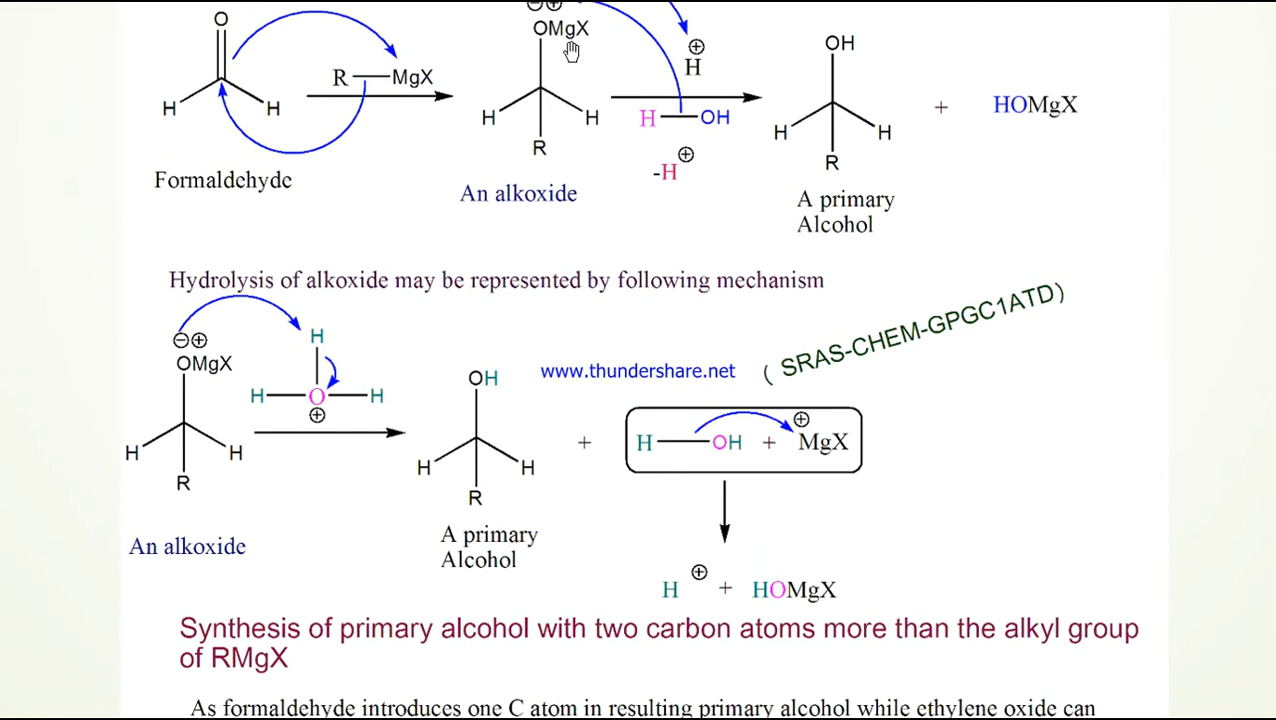 O
⊖⊕
OMgX
⊕
H
OH
R—MgX
H
H
H
H
H—OH
H
H
+
HOMgX
R
⊕
-H
R
Formaldehyde
An alkoxide
A primary
Alcohol
Hydrolysis of alkoxide may be represented by following mechanism
⊖⊕
OMgX
H
H—O—H
⊕
H
H
R
An alkoxide
OH
H
H
R
A primary
Alcohol
www.thundershare.net
( SRAS-CHEM-GPGC1ATD)
+
H—OH + MgX
⊕
H⊕ + HOMgX
Synthesis of primary alcohol with two carbon atoms more than the alkyl group
of RMgX
As formaldehyde introduces one C atom in resulting primary alcohol while ethylene oxide can